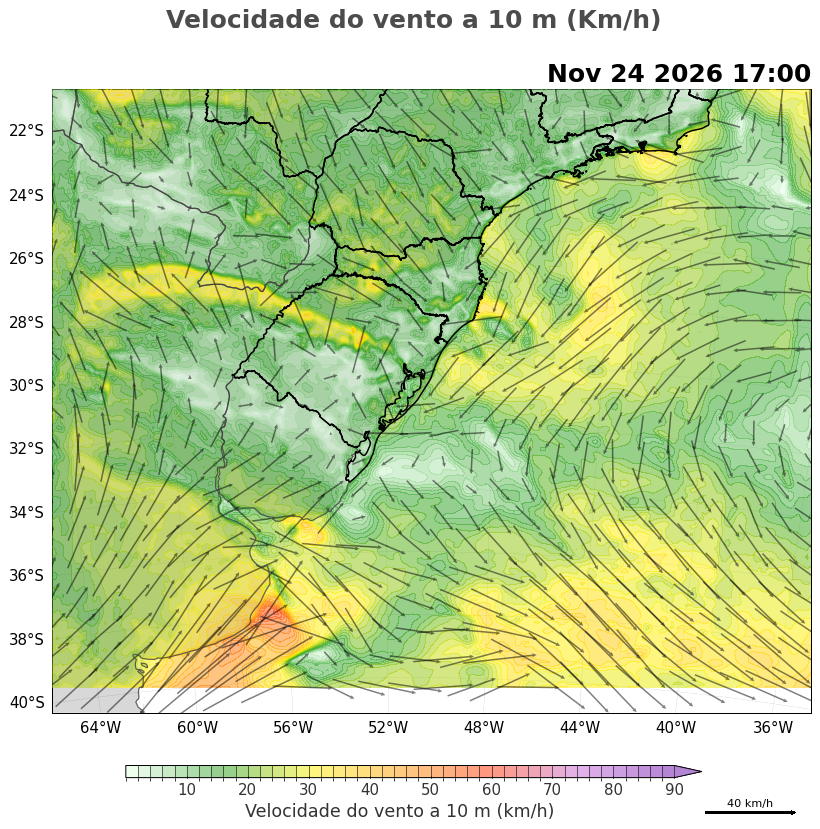 Velocidade do vento a 10 m (Km/h)
Nov 24 2026 17:00
22°S
24°S
26°S
28°S
30°S
32°S
34°S
36°S
38°S
40°S
64°W 60°W 56°W 52°W 48°W 44°W 40°W 36°W
10 20 30 40 50 60 70 80 90
Velocidade do vento a 10 m (km/h)
40 km/h